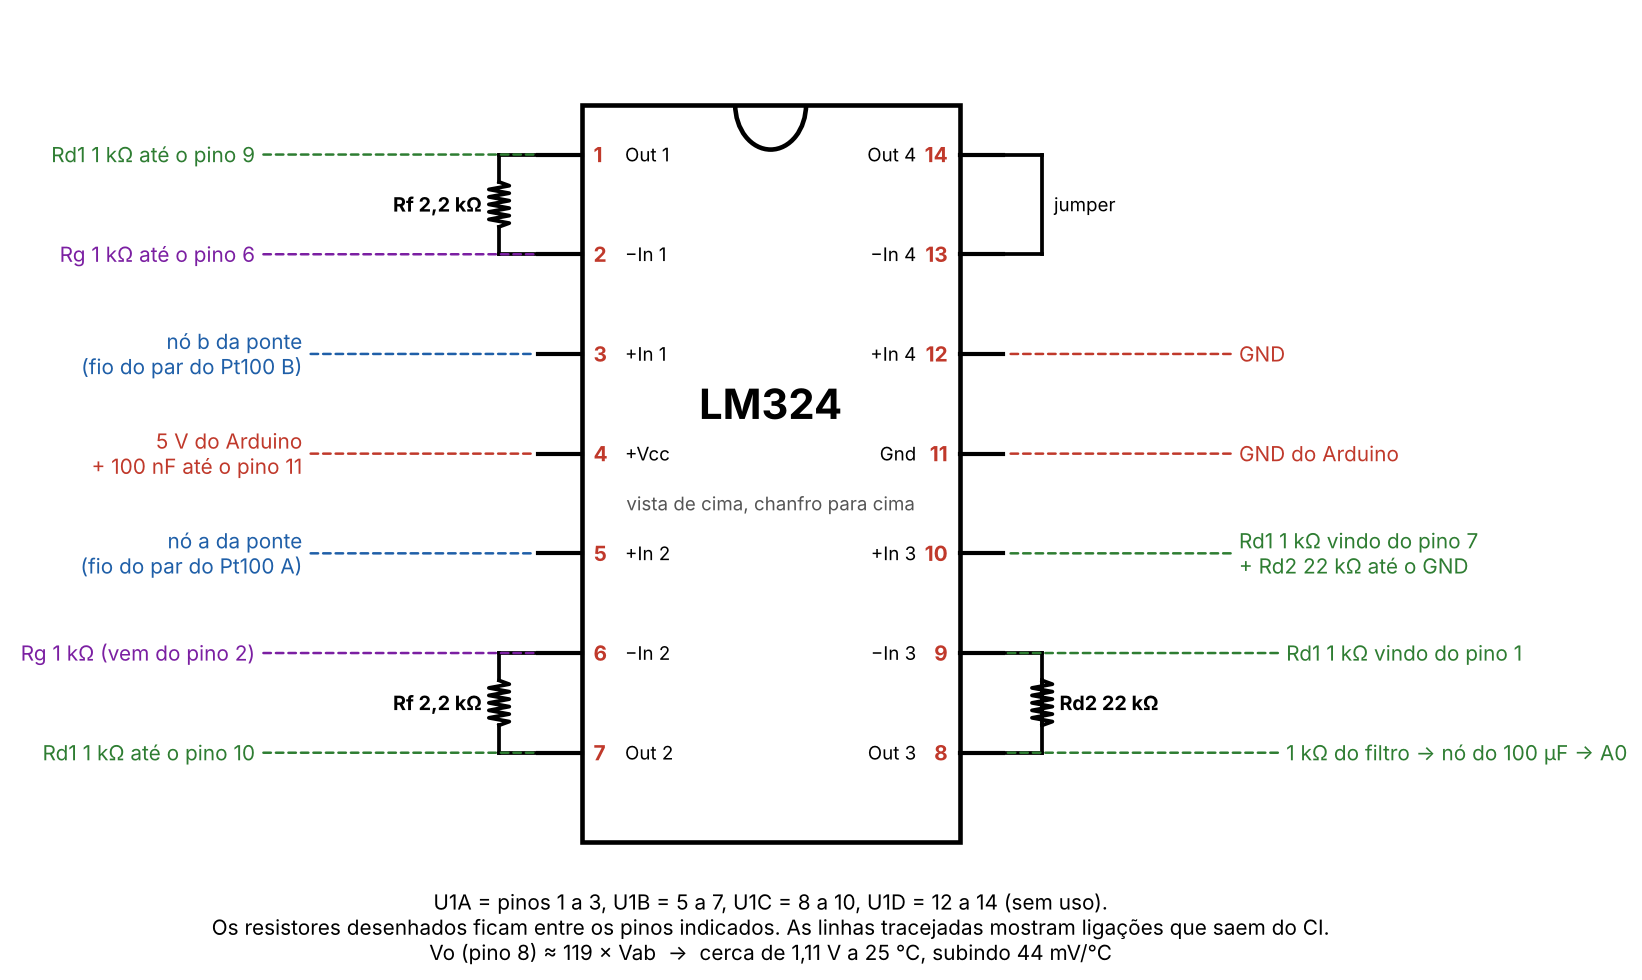 Rd1 1 kΩ até o pino 9
1 Out 1
Out 4 14
Rf 2,2 kΩ
jumper
Rg 1 kΩ até o pino 6
2 −In 1
−In 4 13
nó b da ponte
(fio do par do Pt100 B)
3 +In 1
+In 4 12
GND
LM324
5 V do Arduino
+ 100 nF até o pino 11
4 +Vcc
Gnd 11
GND do Arduino
vista de cima, chanfro para cima
nó a da ponte
(fio do par do Pt100 A)
5 +In 2
+In 3 10
Rd1 1 kΩ vindo do pino 7
+ Rd2 22 kΩ até o GND
Rg 1 kΩ (vem do pino 2)
6 −In 2
−In 3 9
Rd1 1 kΩ vindo do pino 1
Rf 2,2 kΩ
Rd2 22 kΩ
Rd1 1 kΩ até o pino 10
7 Out 2
Out 3 8
1 kΩ do filtro → nó do 100 µF → A0
U1A = pinos 1 a 3, U1B = 5 a 7, U1C = 8 a 10, U1D = 12 a 14 (sem uso).
Os resistores desenhados ficam entre os pinos indicados. As linhas tracejadas mostram ligações que saem do CI.
Vo (pino 8) ≈ 119 × Vab → cerca de 1,11 V a 25 °C, subindo 44 mV/°C